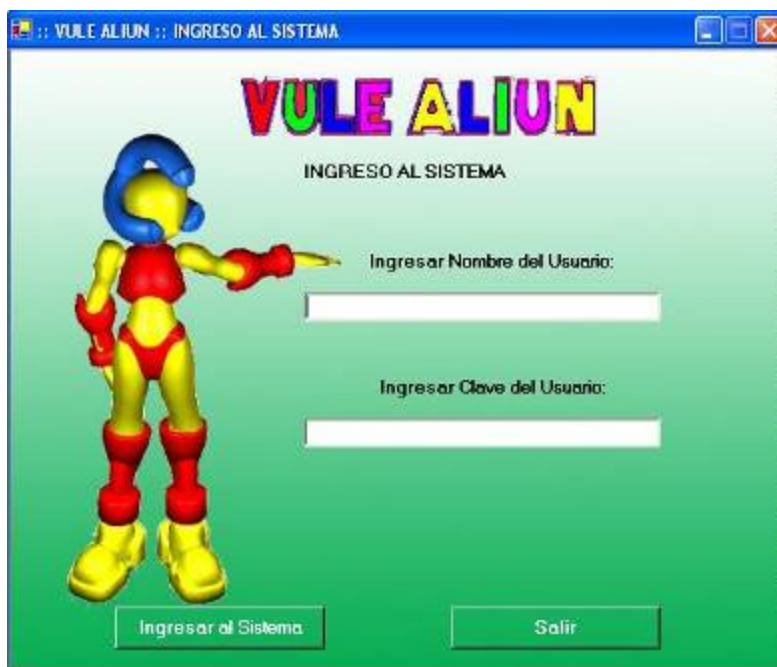 :: VULE ALIUN :: INGRESO AL SISTEMA
VULE ALIUN
INGRESO AL SISTEMA
Ingresar Nombre del Usuario:
Ingresar Clave del Usuario:
Ingresar al Sistema
Salir